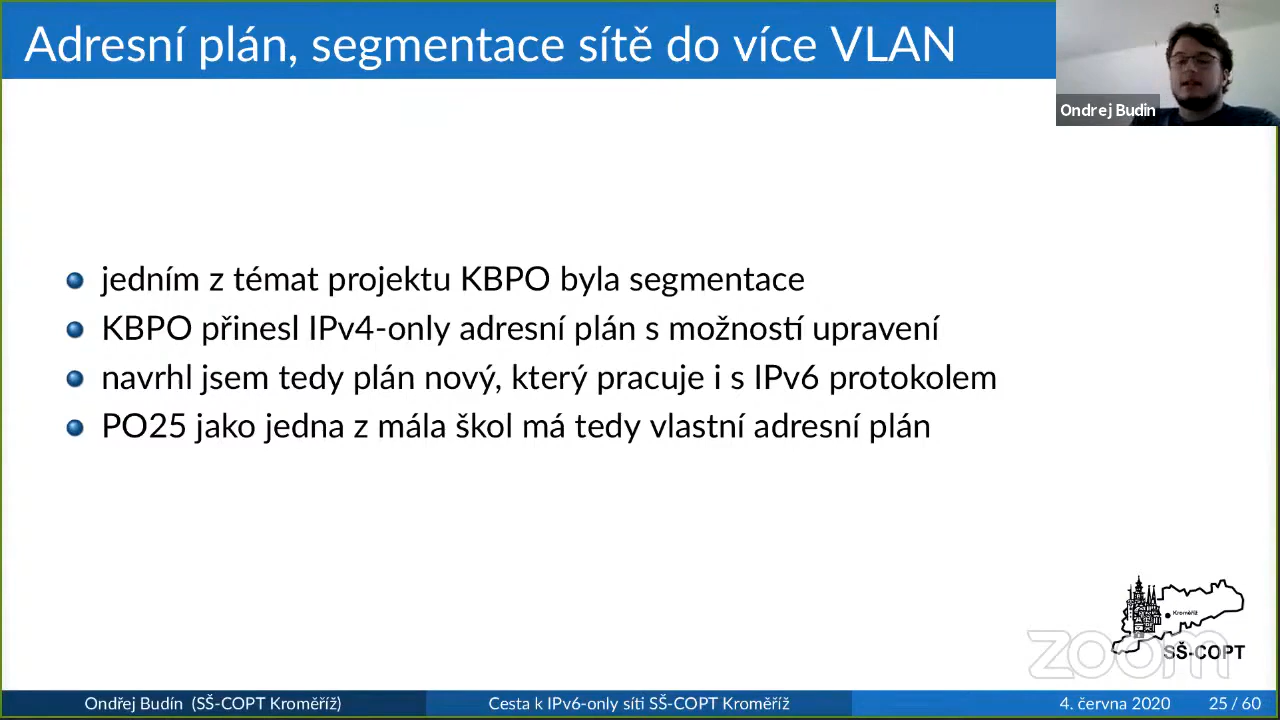 Adresní plán, segmentace sítě do více VLAN
Ondrej Budin
jedním z témat projektu KBPO byla segmentace
KBPO přinesl IPv4-only adresní plán s možností upravení
navrhl jsem tedy plán nový, který pracuje i s IPv6 protokolem
PO25 jako jedna z mála škol má tedy vlastní adresní plán
Kroměříž
zoom
SŠ-COPT
Ondřej Budín (SŠ-COPT Kroměříž)
Cesta k IPv6-only síti SŠ-COPT Kroměříž
4. června 2020
25 / 60